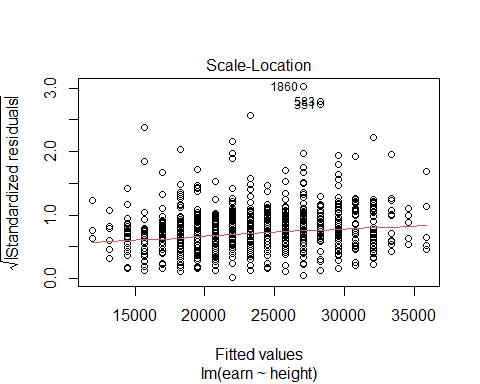 Scale-Location
√|Standardized residuals|
3.0
2.0
1.0
0.0
1860
583
15000
20000
25000
30000
35000
Fitted values
lm(earn ~ height)